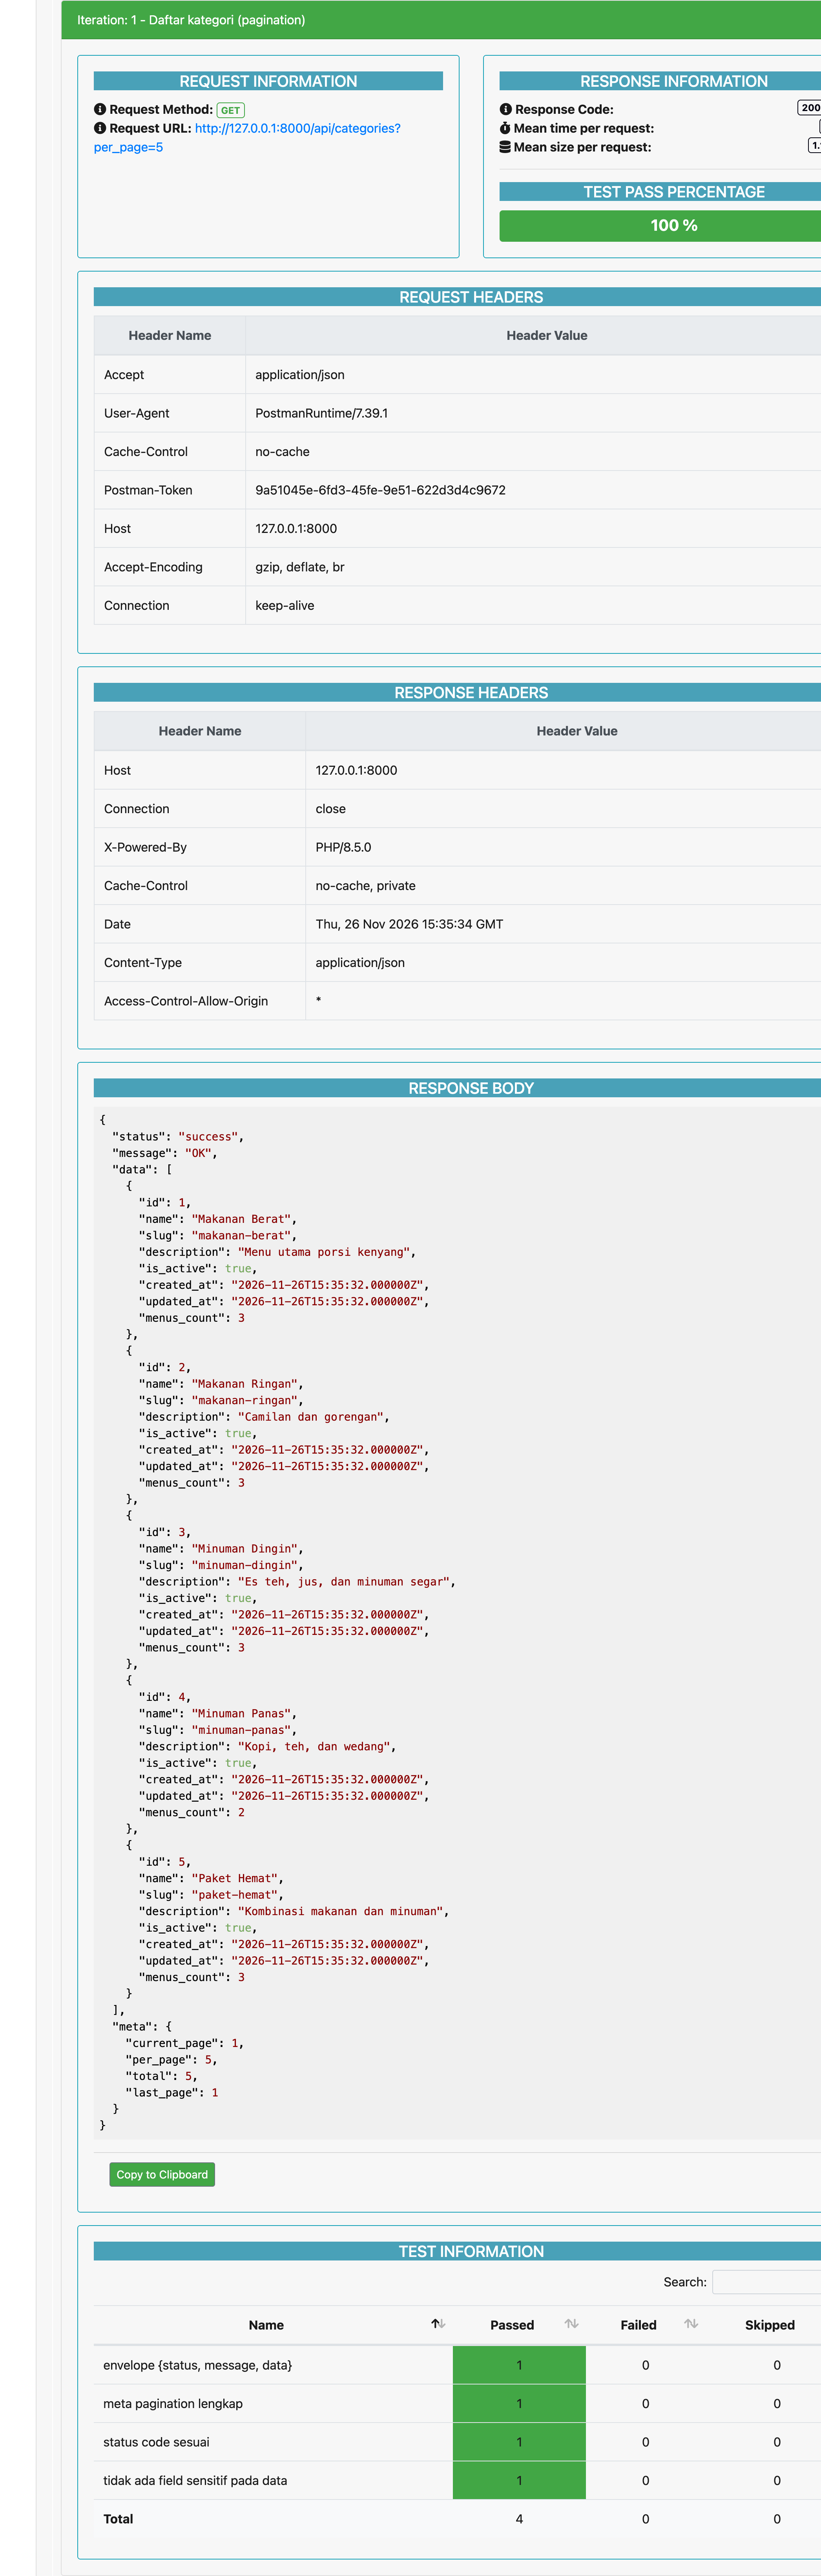 Iteration: 1 - Daftar kategori (pagination)
REQUEST INFORMATION
Request Method: GET
Request URL: http://127.0.0.1:8000/api/categories?
per_page=5
RESPONSE INFORMATION
Response Code: 200
Mean time per request:
Mean size per request: 1.
TEST PASS PERCENTAGE
100 %
REQUEST HEADERS
Header Name Header Value
Accept application/json
User-Agent PostmanRuntime/7.39.1
Cache-Control no-cache
Postman-Token 9a51045e-6fd3-45fe-9e51-622d3d4c9672
Host 127.0.0.1:8000
Accept-Encoding gzip, deflate, br
Connection keep-alive
RESPONSE HEADERS
Header Name Header Value
Host 127.0.0.1:8000
Connection close
X-Powered-By PHP/8.5.0
Cache-Control no-cache, private
Date Thu, 26 Nov 2026 15:35:34 GMT
Content-Type application/json
Access-Control-Allow-Origin *
RESPONSE BODY
{
"status": "success",
"message": "OK",
"data": [
{
"id": 1,
"name": "Makanan Berat",
"slug": "makanan-berat",
"description": "Menu utama porsi kenyang",
"is_active": true,
"created_at": "2026-11-26T15:35:32.000000Z",
"updated_at": "2026-11-26T15:35:32.000000Z",
"menus_count": 3
},
{
"id": 2,
"name": "Makanan Ringan",
"slug": "makanan-ringan",
"description": "Camilan dan gorengan",
"is_active": true,
"created_at": "2026-11-26T15:35:32.000000Z",
"updated_at": "2026-11-26T15:35:32.000000Z",
"menus_count": 3
},
{
"id": 3,
"name": "Minuman Dingin",
"slug": "minuman-dingin",
"description": "Es teh, jus, dan minuman segar",
"is_active": true,
"created_at": "2026-11-26T15:35:32.000000Z",
"updated_at": "2026-11-26T15:35:32.000000Z",
"menus_count": 3
},
{
"id": 4,
"name": "Minuman Panas",
"slug": "minuman-panas",
"description": "Kopi, teh, dan wedang",
"is_active": true,
"created_at": "2026-11-26T15:35:32.000000Z",
"updated_at": "2026-11-26T15:35:32.000000Z",
"menus_count": 2
},
{
"id": 5,
"name": "Paket Hemat",
"slug": "paket-hemat",
"description": "Kombinasi makanan dan minuman",
"is_active": true,
"created_at": "2026-11-26T15:35:32.000000Z",
"updated_at": "2026-11-26T15:35:32.000000Z",
"menus_count": 3
}
],
"meta": {
"current_page": 1,
"per_page": 5,
"total": 5,
"last_page": 1
}
}
Copy to Clipboard
TEST INFORMATION
Search:
Name Passed Failed Skipped
envelope {status, message, data} 1 0 0
meta pagination lengkap 1 0 0
status code sesuai 1 0 0
tidak ada field sensitif pada data 1 0 0
Total 4 0 0